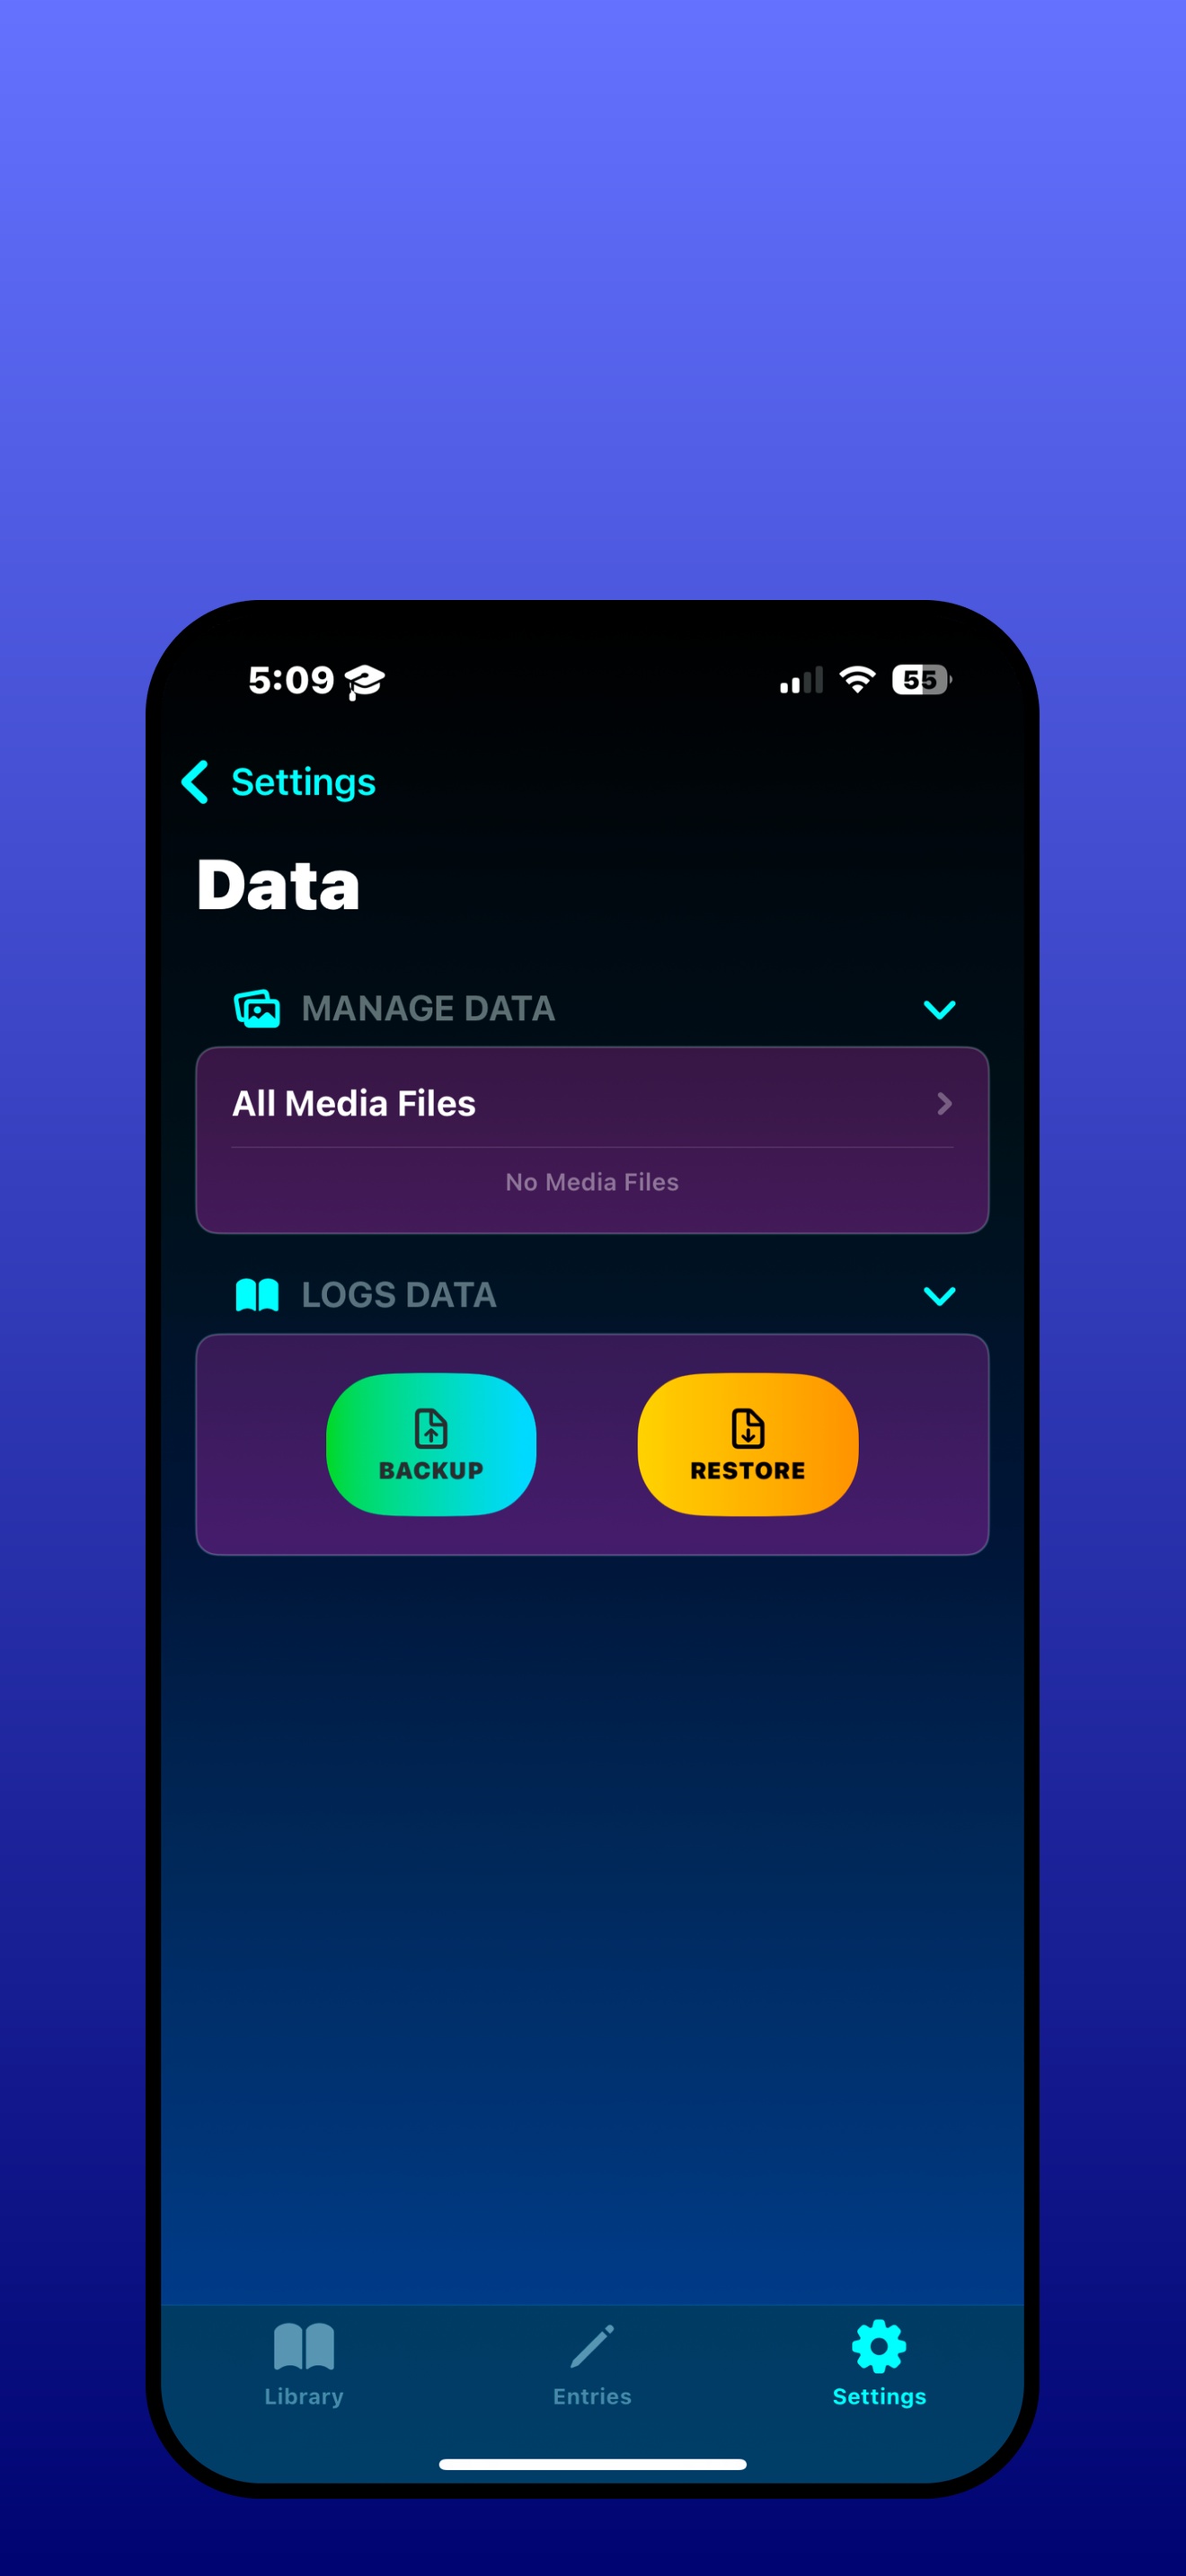 5:09
55
Settings
Data
MANAGE DATA
All Media Files
No Media Files
LOGS DATA
BACKUP
RESTORE
Library
Entries
Settings